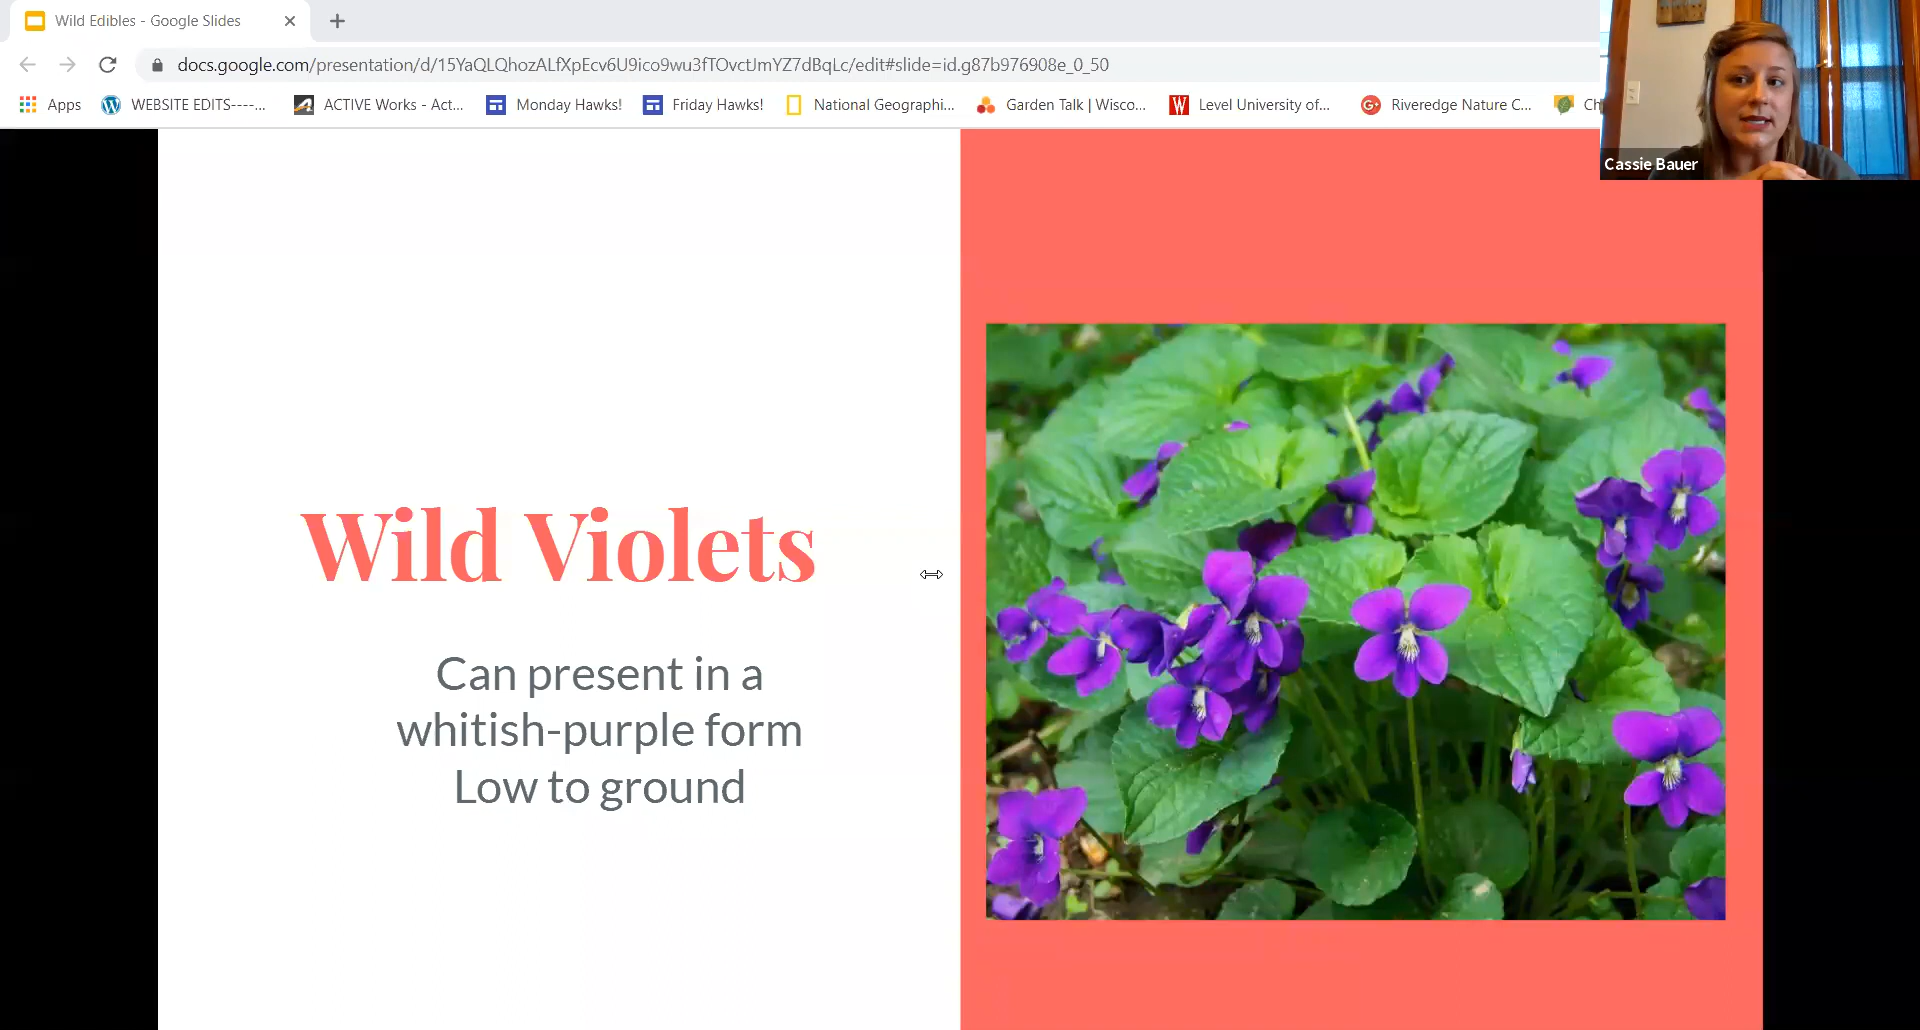 Wild Edibles - Google Slides
docs.google.com/presentation/d/15YaQLQhozALfXpEcv6U9ico9wu3fTOvctJmYZ7dBqLc/edit#slide=id.g87b976908e_0_50
Apps WEBSITE EDITS----... ACTIVE Works - Act... Monday Hawks! Friday Hawks! National Geographi... Garden Talk | Wisco... Level University of... Riveredge Nature C... Ch
Cassie Bauer
Wild Violets
Can present in a
whitish-purple form
Low to ground